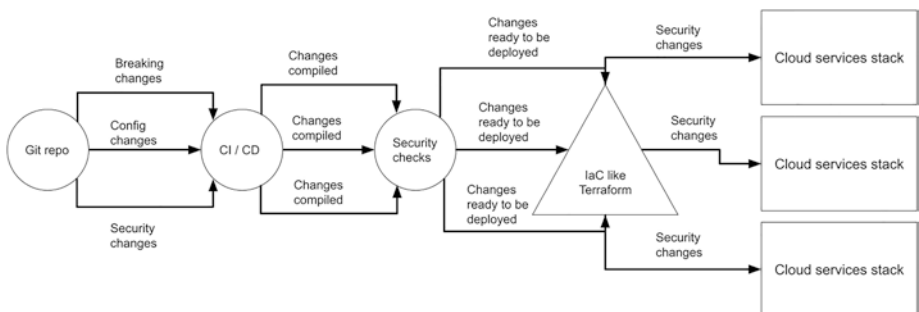 Breaking
changes
Git repo
Config
changes
Security
changes
CI / CD
Changes
compiled
Changes
compiled
Changes
compiled
Security
checks
Changes
ready to be
deployed
Changes
ready to be
deployed
Changes
ready to be
deployed
IaC like
Terraform
Security
changes
Security
changes
Security
changes
Cloud services stack
Cloud services stack
Cloud services stack